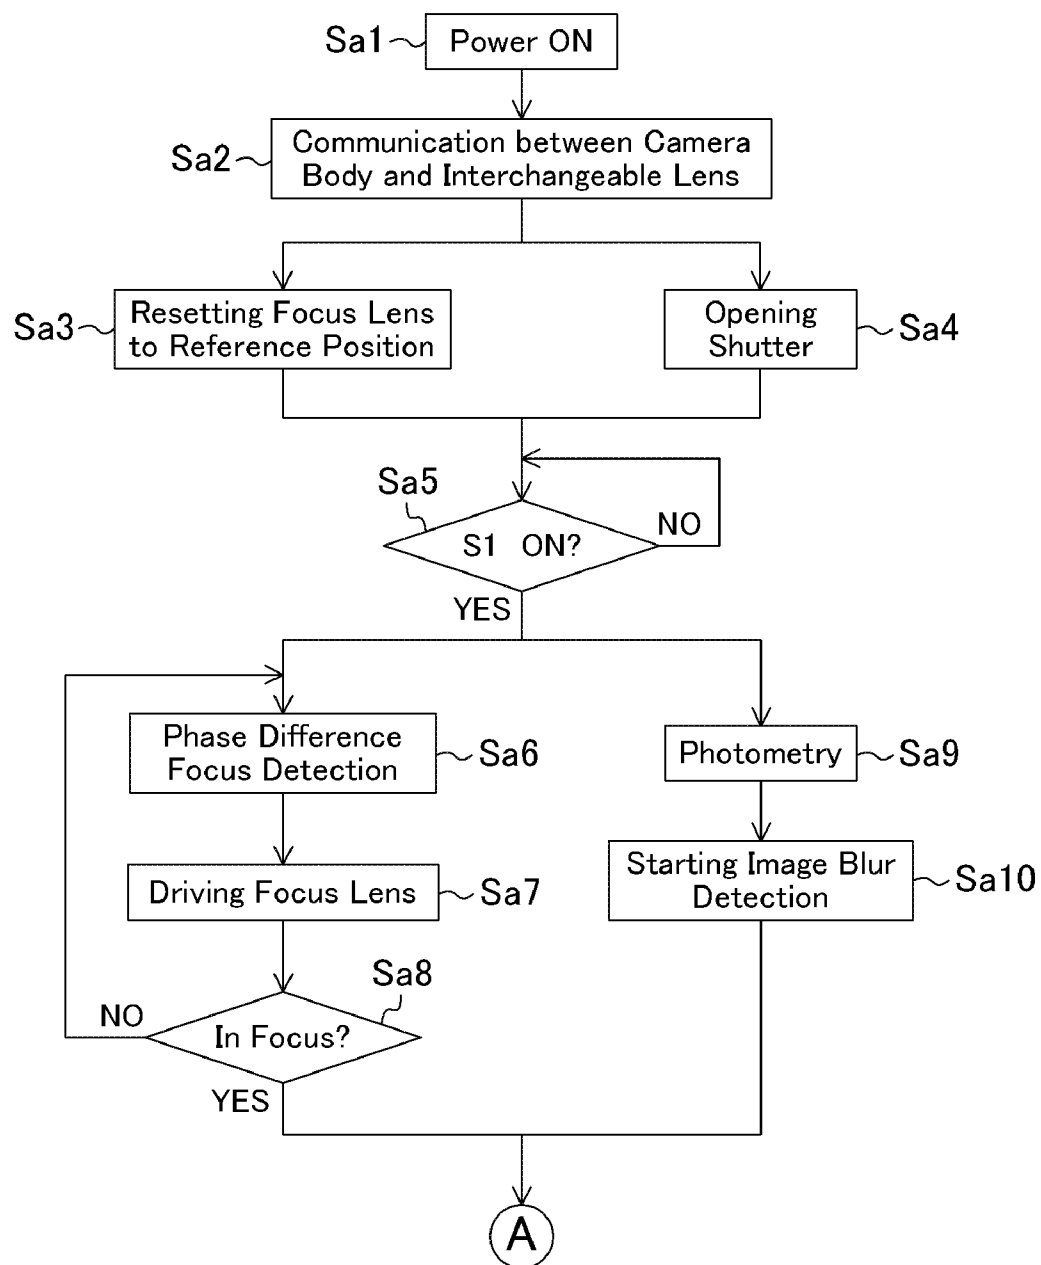 Sa1
Power ON
Sa2
Communication between Camera
Body and Interchangeable Lens
Sa3
Resetting Focus Lens
to Reference Position
Opening
Shutter
Sa4
Sa5
S1 ON?
NO
YES
Phase Difference
Focus Detection
Sa6
Photometry
Sa9
Driving Focus Lens
Sa7
Starting Image Blur
Detection
Sa10
Sa8
In Focus?
NO
YES
A